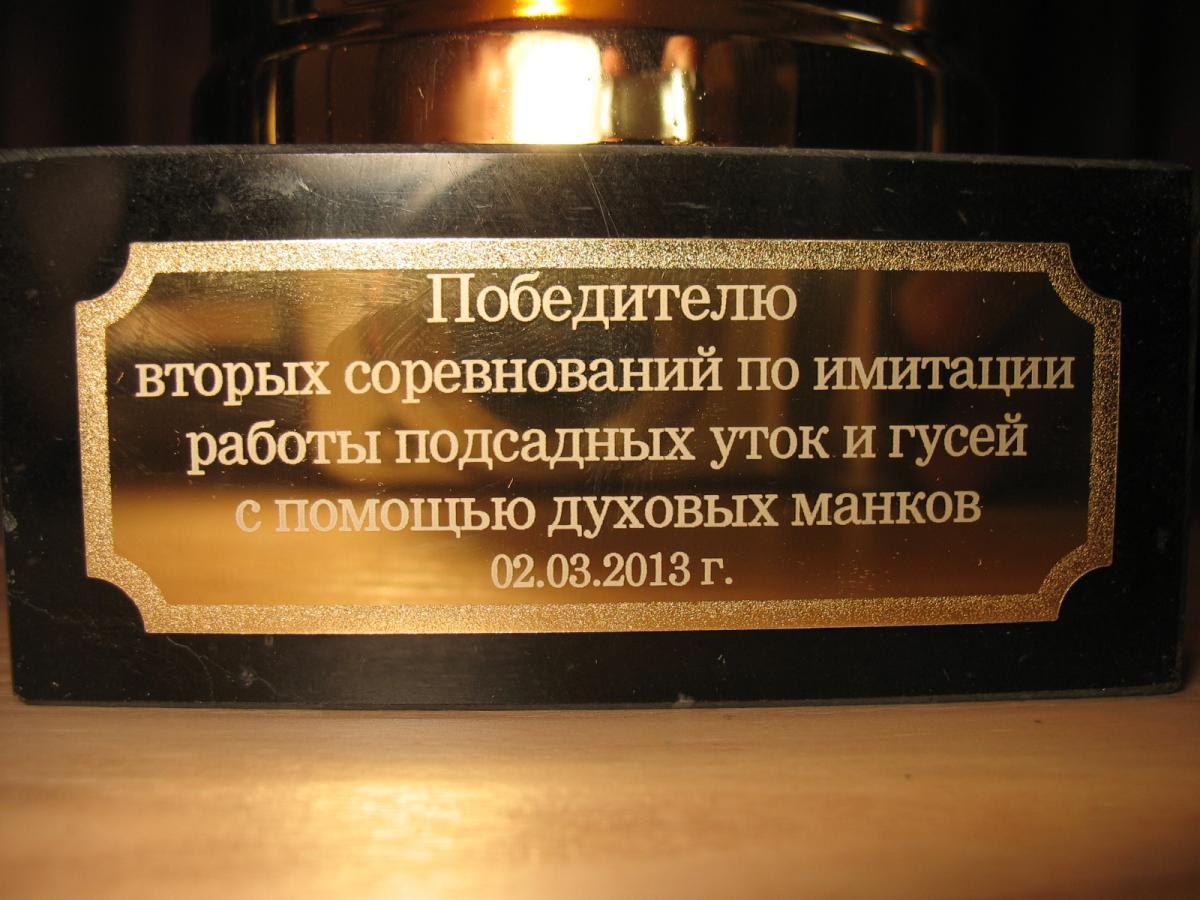 Победителю
вторых соревнований по имитации
работы подсадных уток и гусей
с помощью духовых манков
02.03.2013 г.